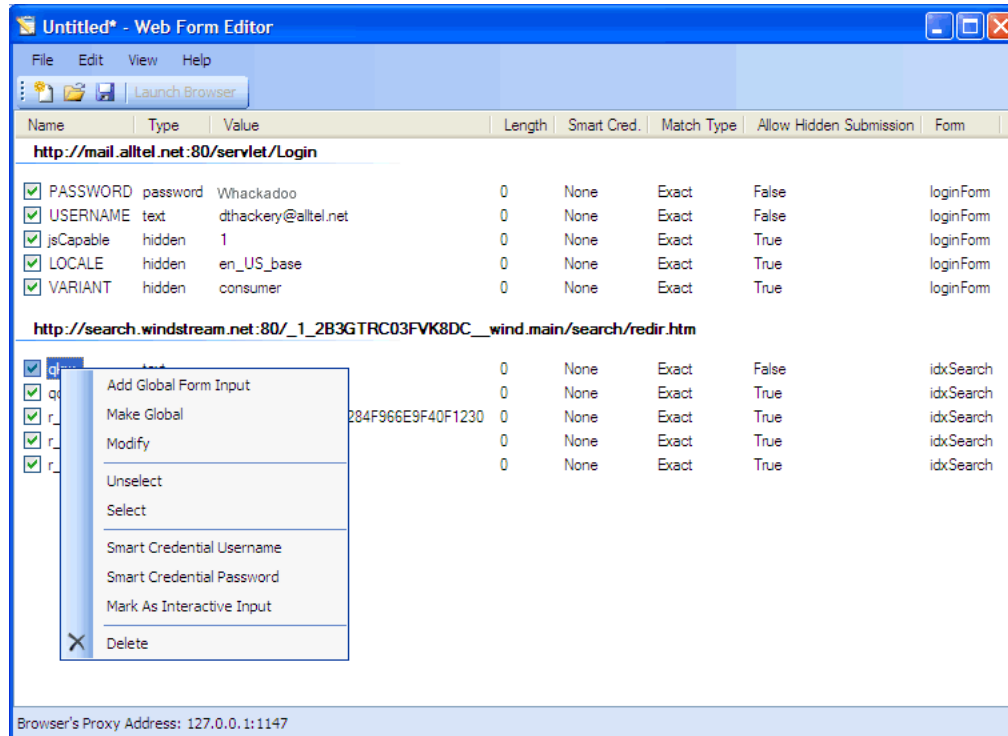 Untitled* - Web Form Editor
File Edit View Help
Launch Browser
Name Type Value Length Smart Cred. Match Type Allow Hidden Submission Form
http://mail.alltel.net:80/servlet/Login
PASSWORD password Whackadoo 0 None Exact False loginForm
USERNAME text dthackery@alltel.net 0 None Exact False loginForm
jsCapable hidden 1 0 None Exact True loginForm
LOCALE hidden en_US_base 0 None Exact True loginForm
VARIANT hidden consumer 0 None Exact True loginForm
http://search.windstream.net:80/_1_2B3GTRC03FVK8DC__wind.main/search/redir.htm
0 None Exact False idxSearch
0 None Exact True idxSearch
r_ 284F966E9F40F1230 0 None Exact True idxSearch
r_ 0 None Exact True idxSearch
r_ 0 None Exact True idxSearch
Add Global Form Input
Make Global
Modify
Unselect
Select
Smart Credential Username
Smart Credential Password
Mark As Interactive Input
Delete
Browser's Proxy Address: 127.0.0.1:1147